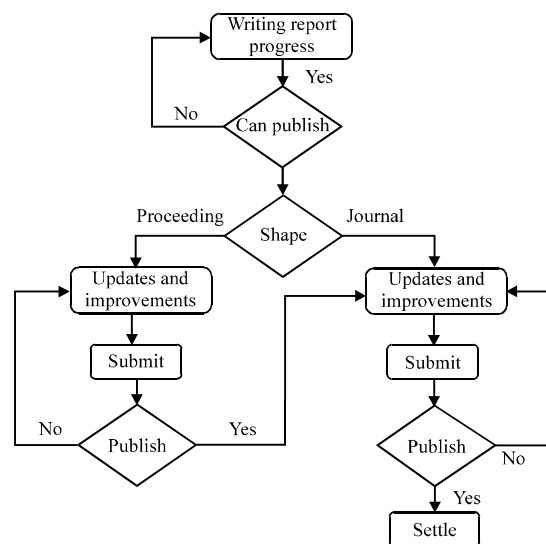 Writing report
progress
Yes
No
Can publish
Proceeding
Shape
Journal
Updates and
improvements
Updates and
improvements
Submit
Submit
No
Publish
Yes
Publish
No
Yes
Settle